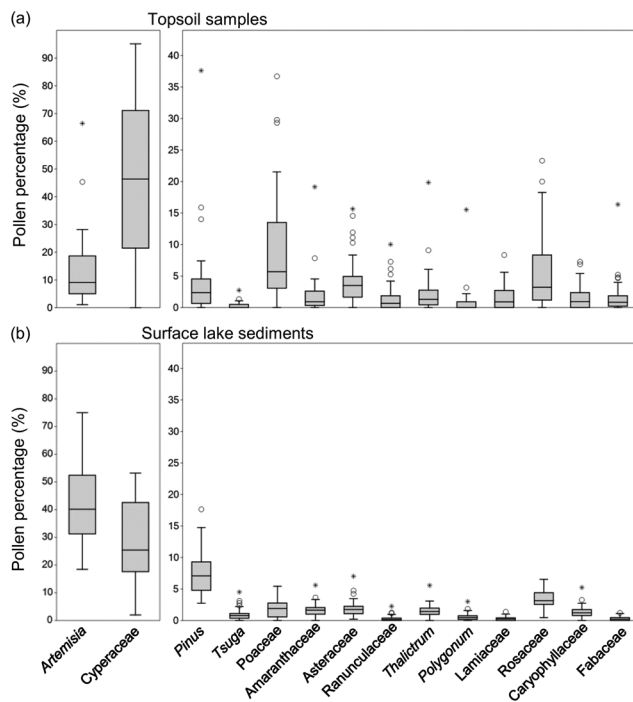 (a) Topsoil samples
Pollen percentage (%)
100
90
80
70
60
50
40
30
20
10
0
40
35
30
25
20
15
10
5
0
(b) Surface lake sediments
Pollen percentage (%)
100
90
80
70
60
50
40
30
20
10
0
40
35
30
25
20
15
10
5
0
Artemisia
Cyperaceae
Pinus
Tsuga
Poaceae
Amaranthaceae
Asteraceae
Ranunculaceae
Thalictrum
Polygonum
Lamiaceae
Rosaceae
Caryophyllaceae
Fabaceae